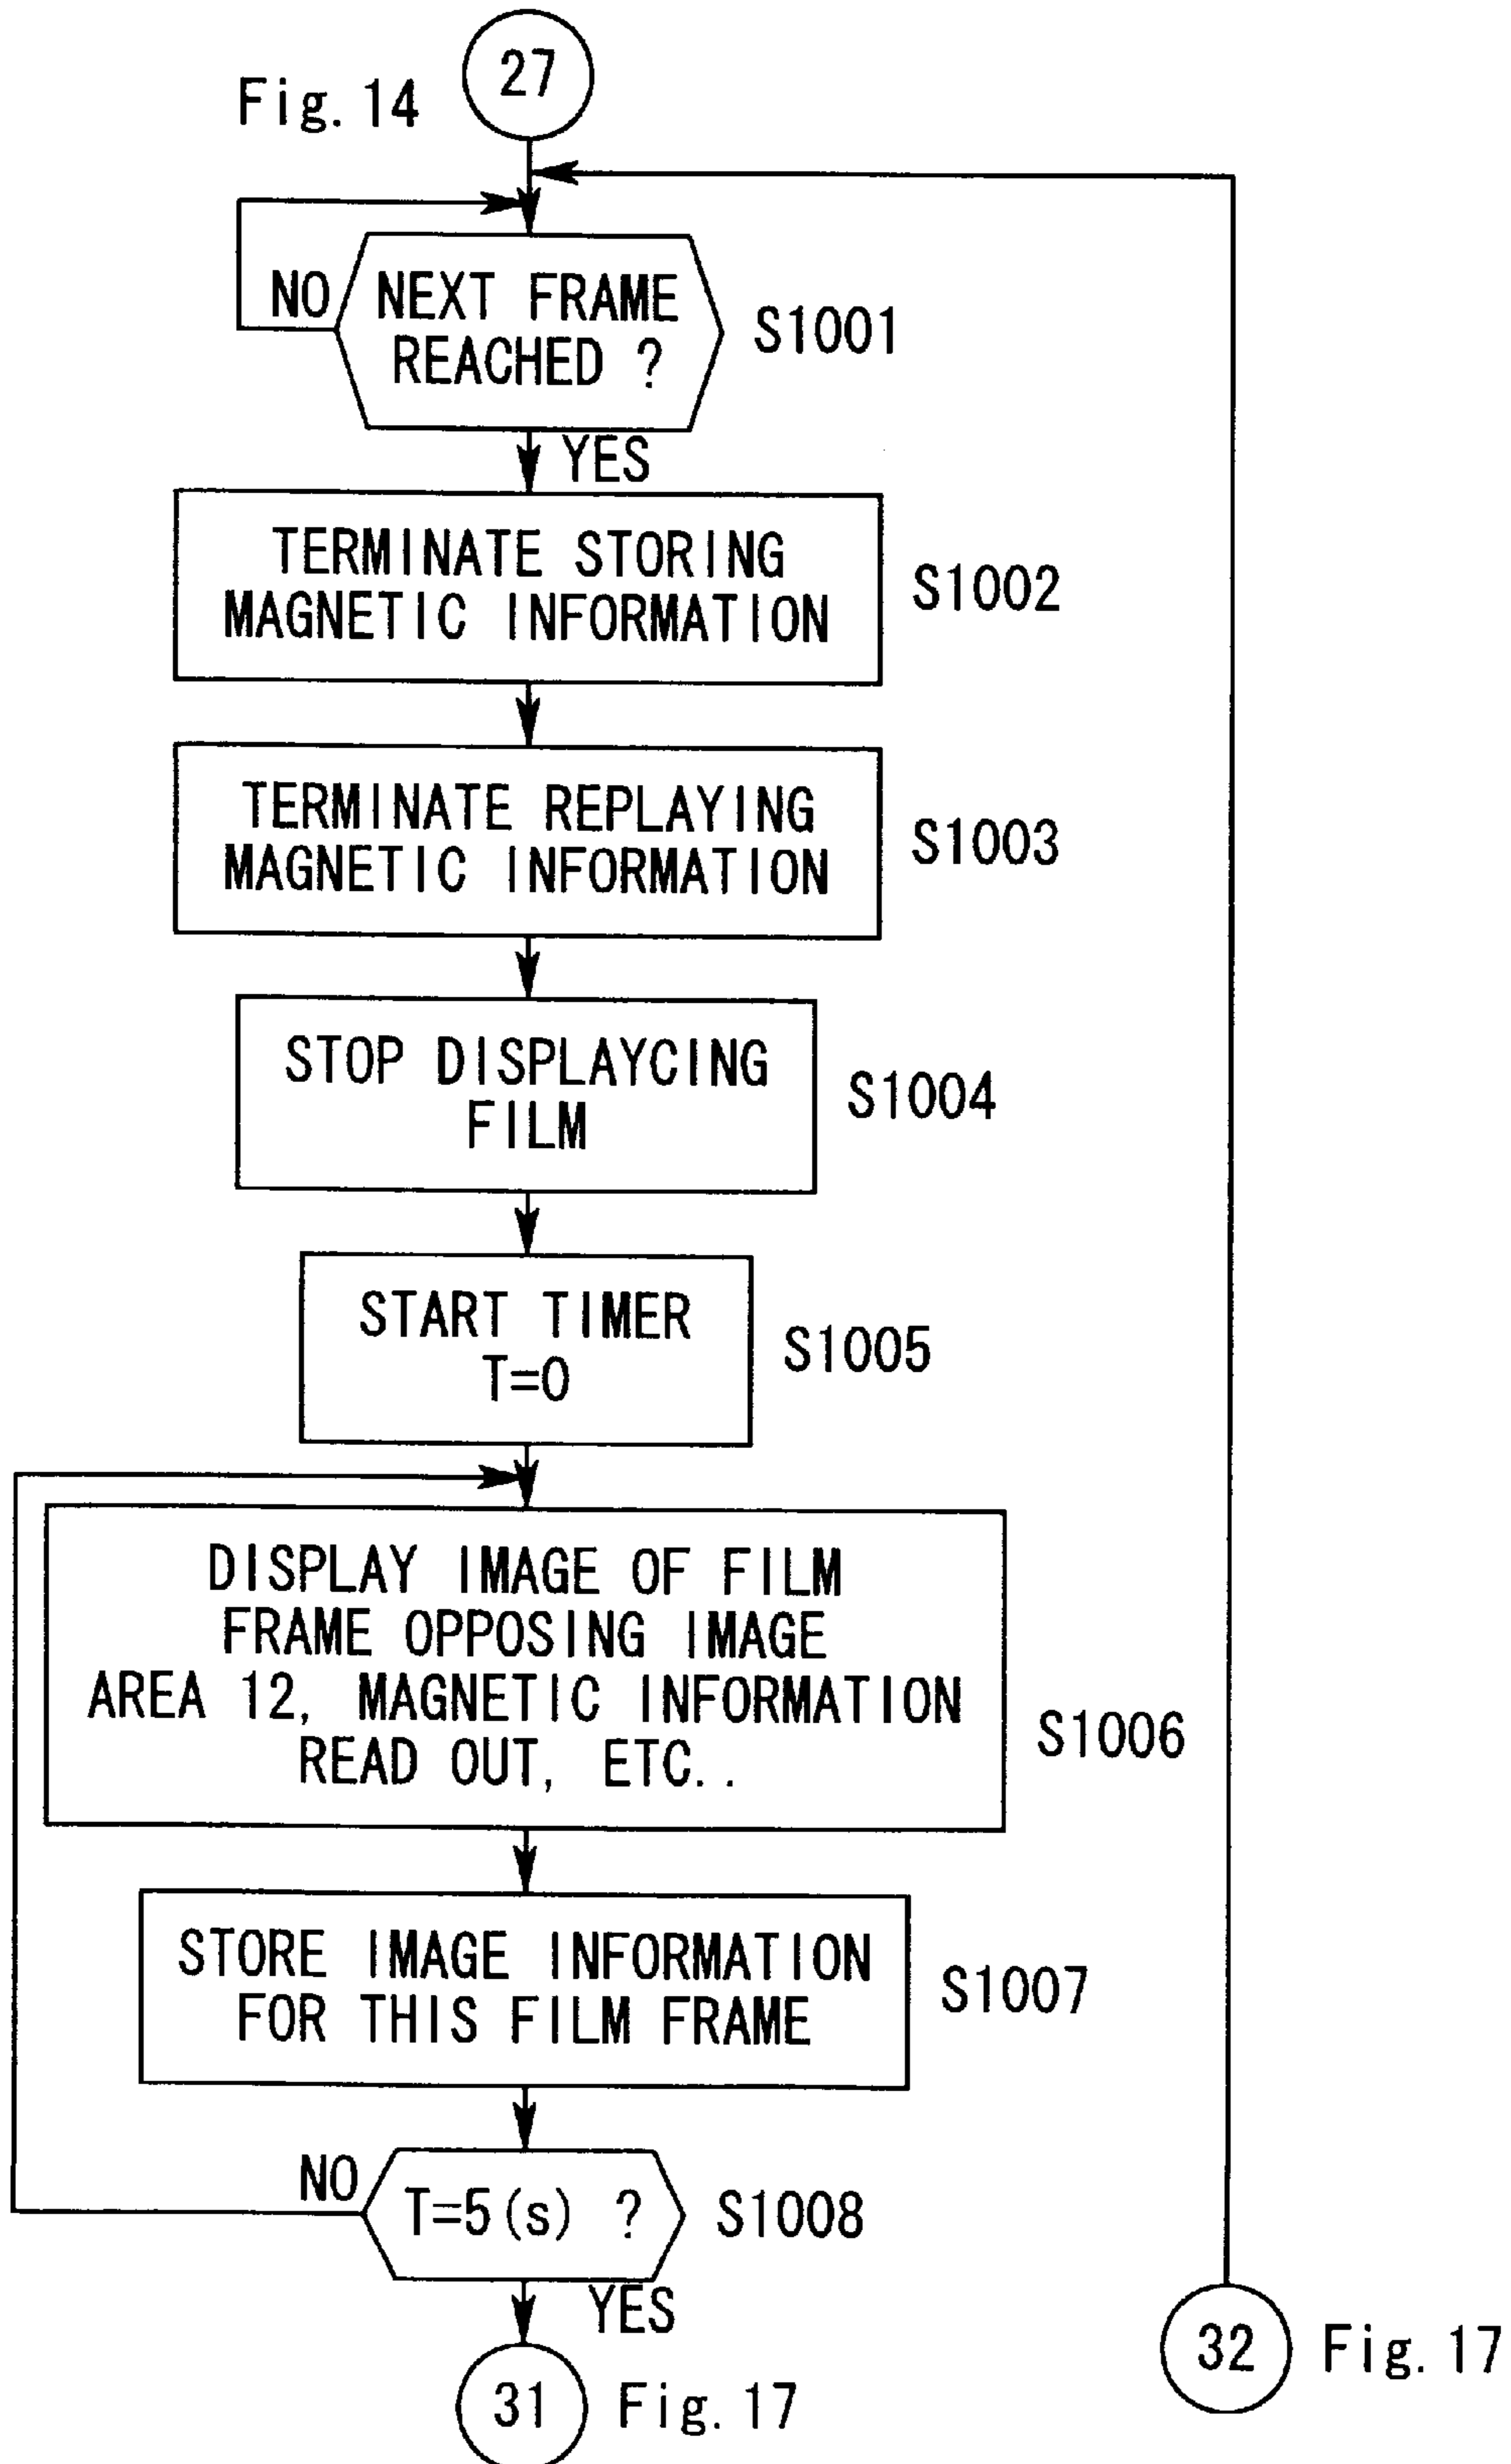 Fig. 14
27
NO
NEXT FRAME
REACHED ?
S1001
YES
TERMINATE STORING
MAGNETIC INFORMATION
S1002
TERMINATE REPLAYING
MAGNETIC INFORMATION
S1003
STOP DISPLAYCING
FILM
S1004
START TIMER
T=0
S1005
DISPLAY IMAGE OF FILM
FRAME OPPOSING IMAGE
AREA 12, MAGNETIC INFORMATION
READ OUT, ETC..
S1006
STORE IMAGE INFORMATION
FOR THIS FILM FRAME
S1007
NO
T=5(s) ?
S1008
YES
31
Fig. 17
32
Fig. 17